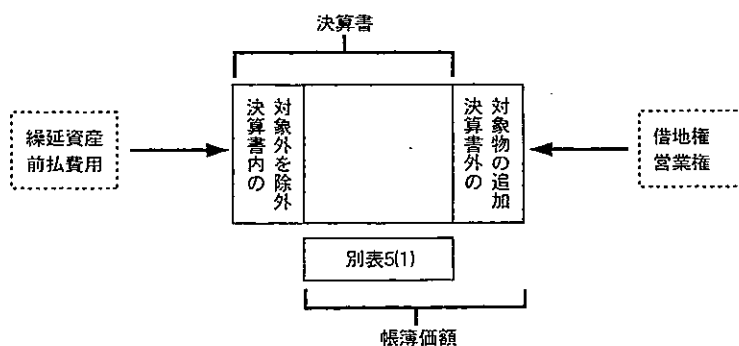 決算書
繰延資産
前払費用
対象外を除外
決算書内の
対象物の追加
決算書外の
借地権
営業権
別表5(1)
帳簿価額